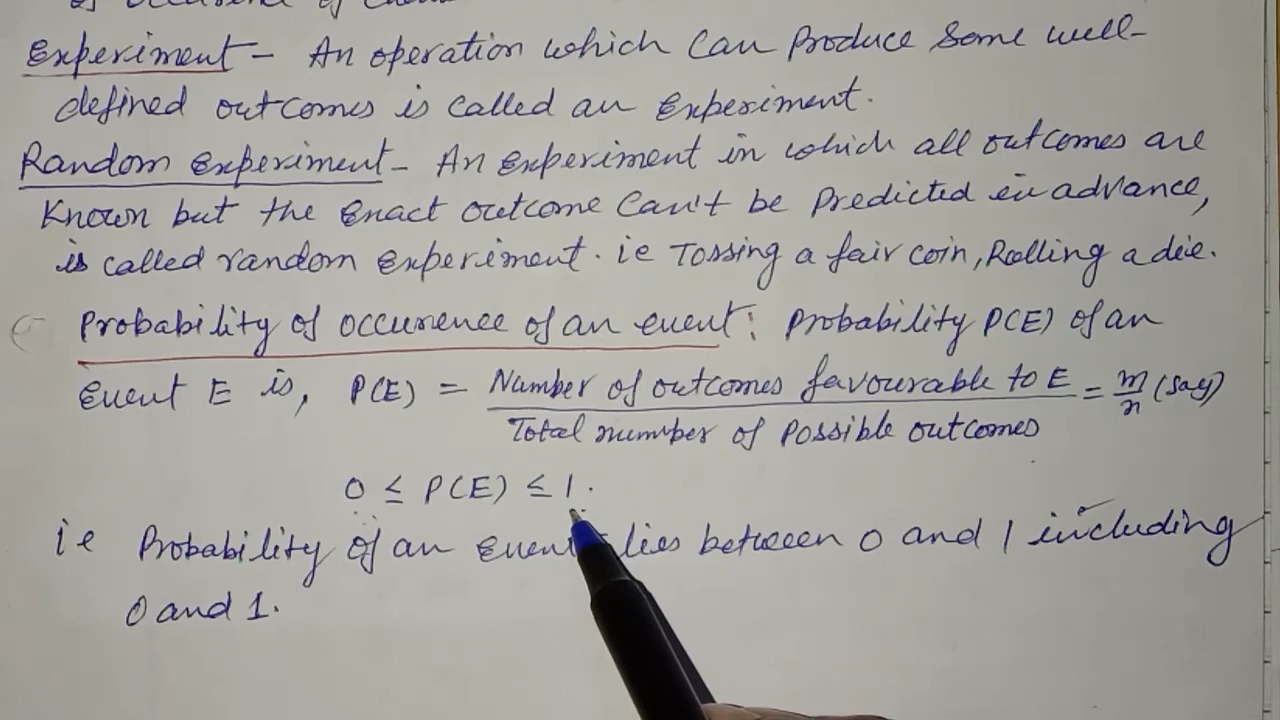 of occurence of
Experiment - An operation which can produce some well-
defined outcomes is called an experiment.
Random experiment - An experiment in which all outcomes are
Known but the exact outcome can't be predicted in advance,
is called random experiment. ie Tossing a fair coin, Rolling a die.
Probability of occurence of an event: Probability P(E) of an
event E is, P(E) = Number of outcomes favourable to E / Total number of possible outcomes = m/n (say)
0 ≤ P(E) ≤ 1.
ie Probability of an event lies between 0 and 1 including
0 and 1.